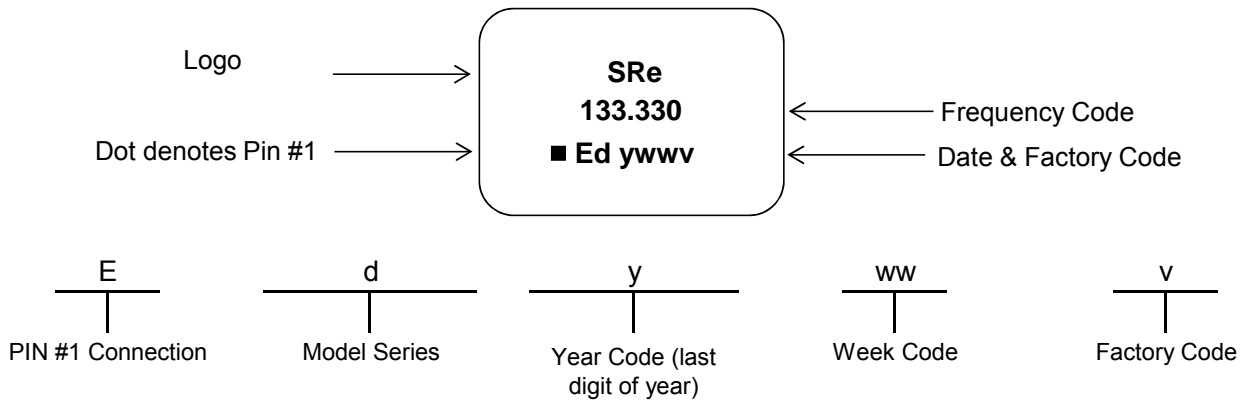 Logo
SRe
133.330
Frequency Code
Dot denotes Pin #1
■ Ed ywwv
Date & Factory Code
E
d
y
ww
v
PIN #1 Connection
Model Series
Year Code (last
digit of year)
Week Code
Factory Code